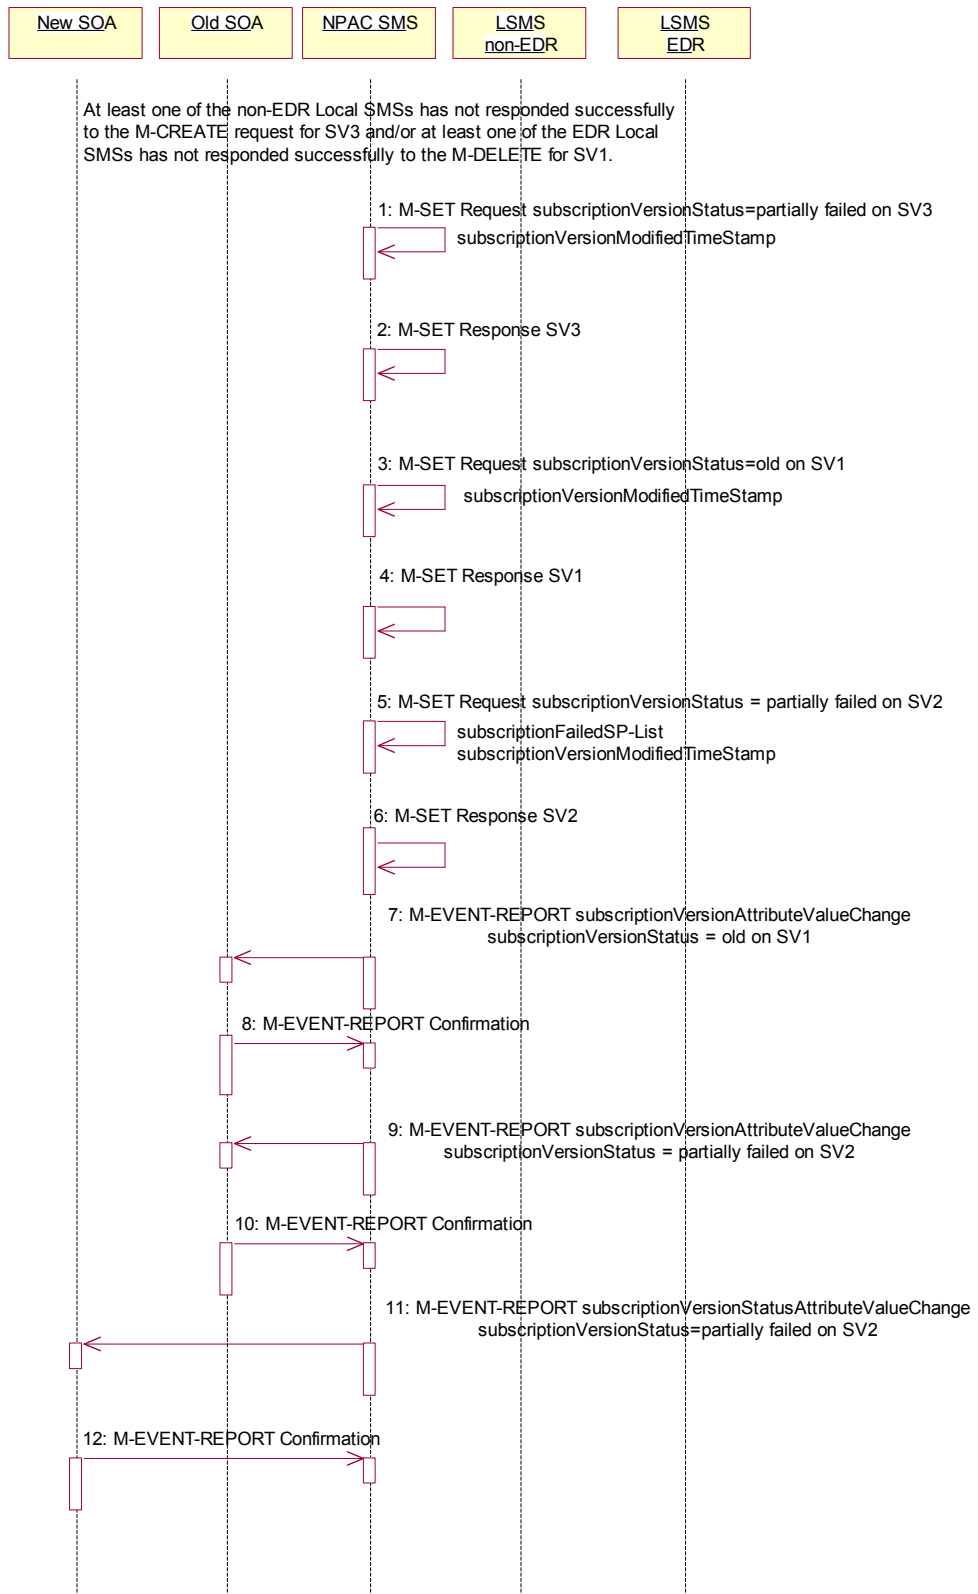 New SOA
Old SOA
NPAC SMS
LSMS
non-EDR
LSMS
EDR
At least one of the non-EDR Local SMSs has not responded successfully
to the M-CREATE request for SV3 and/or at least one of the EDR Local
SMSs has not responded successfully to the M-DELETE for SV1.
1: M-SET Request subscriptionVersionStatus=partially failed on SV3
subscriptionVersionModifiedTimeStamp
2: M-SET Response SV3
3: M-SET Request subscriptionVersionStatus=old on SV1
subscriptionVersionModifiedTimeStamp
4: M-SET Response SV1
5: M-SET Request subscriptionVersionStatus = partially failed on SV2
subscriptionFailedSP-List
subscriptionVersionModifiedTimeStamp
6: M-SET Response SV2
7: M-EVENT-REPORT subscriptionVersionAttributeValueChange
subscriptionVersionStatus = old on SV1
8: M-EVENT-REPORT Confirmation
9: M-EVENT-REPORT subscriptionVersionAttributeValueChange
subscriptionVersionStatus = partially failed on SV2
10: M-EVENT-REPORT Confirmation
11: M-EVENT-REPORT subscriptionVersionStatusAttributeValueChange
subscriptionVersionStatus=partially failed on SV2
12: M-EVENT-REPORT Confirmation